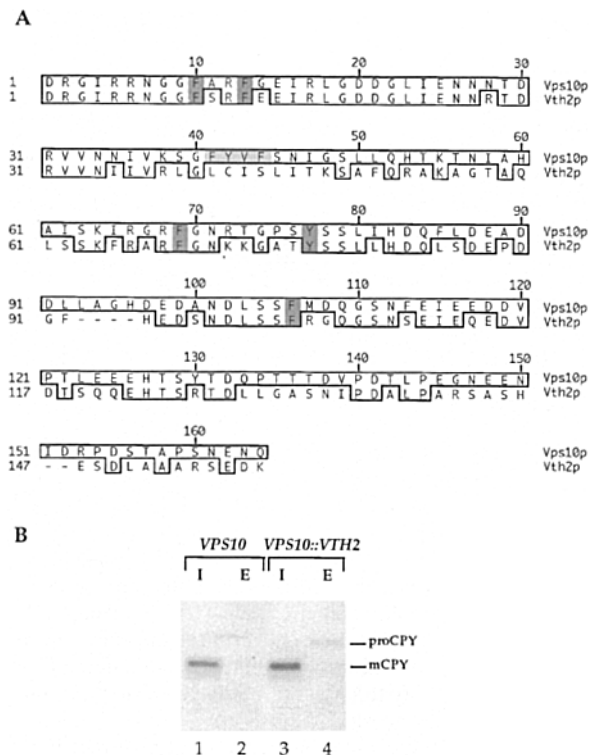 A
10 20 30
1 D R G I R R N G G F A R F G E I R L G D D G L I E N N N T D Vps10p
1 D R G I R R N G G F S R F E E I R L G D D G L I E N N R T D Vth2p
40 50 60
31 R V V N N I V K S G F Y V F S N I G S L L Q H T K T N I A H Vps10p
31 R V V N I I V R L G L C I S L I T K S A F Q R A K A G T A Q Vth2p
70 80 90
61 A I S K I R G R F G N R T G P S Y S S L I H D Q F L D E A D Vps10p
61 L S S K F R A R F G N K K G A T Y S S L L H D Q L S D E P D Vth2p
100 110 120
91 D L L A G H D E D A N D L S S F M D Q G S N F E I E E D D V Vps10p
91 G F - - - - H E D S N D L S S F R G Q G S N S E I E Q E D V Vth2p
130 140 150
121 P T L E E E H T S Y T D Q P T T T D V P D T L P E G N E E N Vps10p
117 D T S Q Q E H T S R T D L L G A S N I P D A L P A R S A S H Vth2p
160
151 I D R P D S T A P S N E N Q Vps10p
147 - - E S D L A A A R S E D K Vth2p
B
VPS10 VPS10::VTH2
I E I E
proCPY
mCPY
1 2 3 4